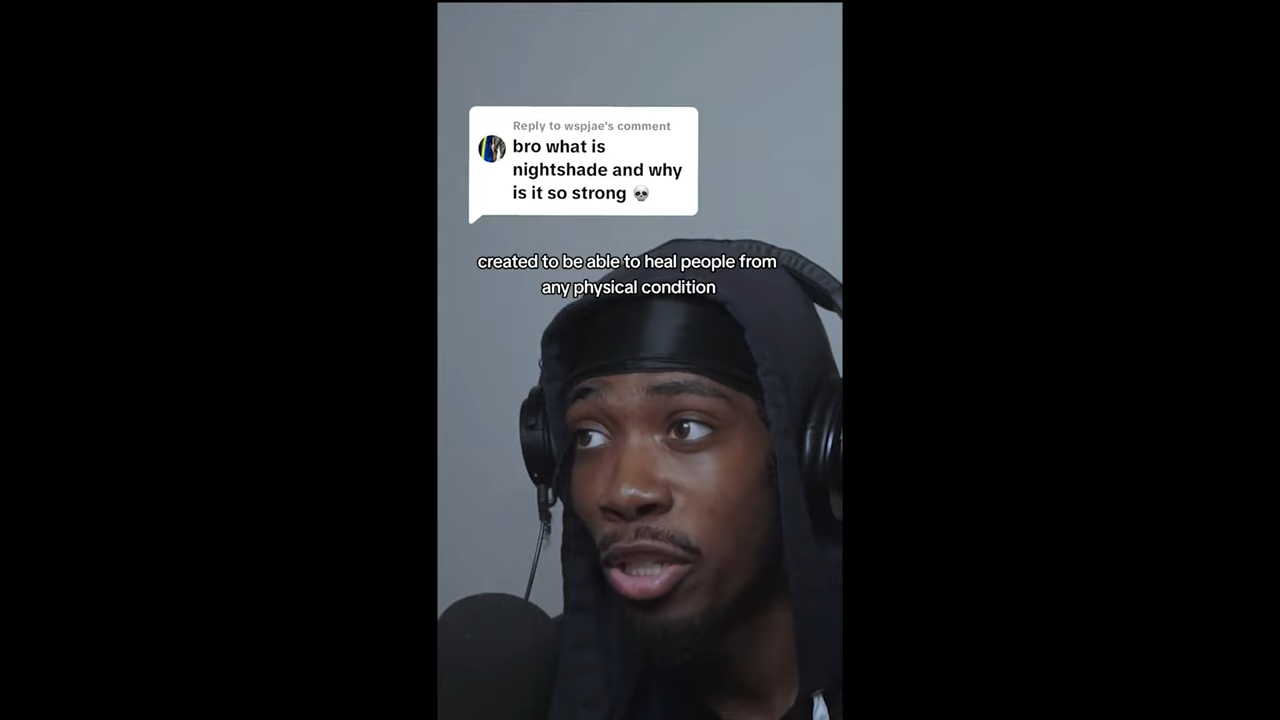 Reply to wspjae's comment
bro what is
nightshade and why
is it so strong 💀
created to be able to heal people from
any physical condition